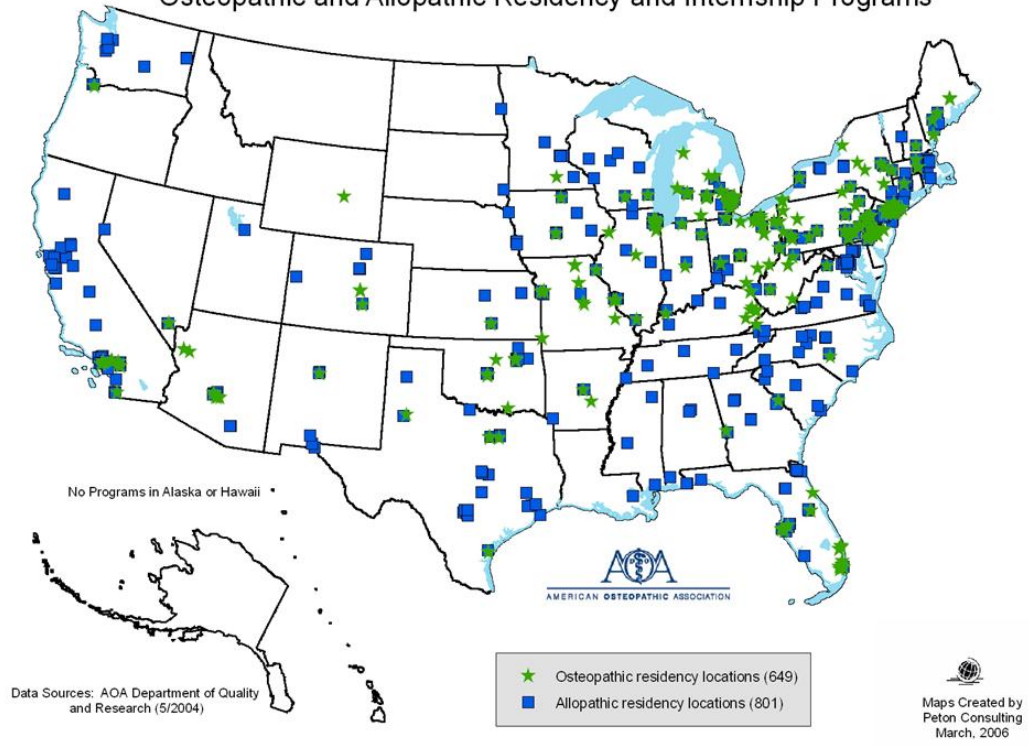 Osteopathic and Allopathic Residency and Internship Programs
No Programs in Alaska or Hawaii
AOA
AMERICAN OSTEOPATHIC ASSOCIATION
Osteopathic residency locations (649)
Allopathic residency locations (801)
Data Sources: AOA Department of Quality
and Research (5/2004)
Maps Created by
Peton Consulting
March, 2006